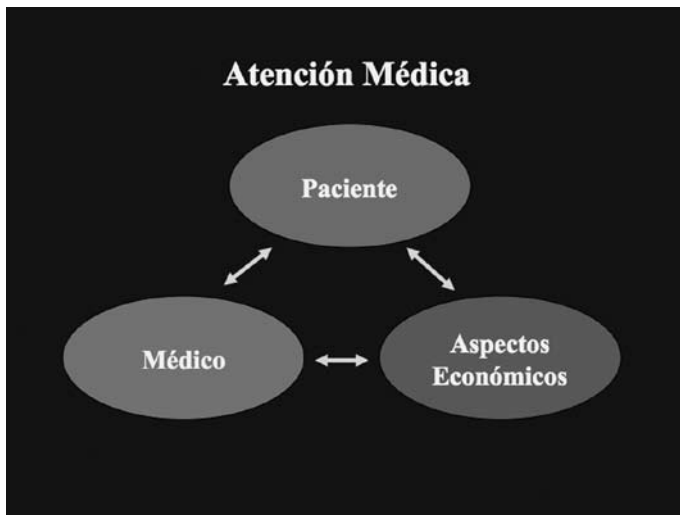 Atención Médica
Paciente
Médico
Aspectos
Económicos